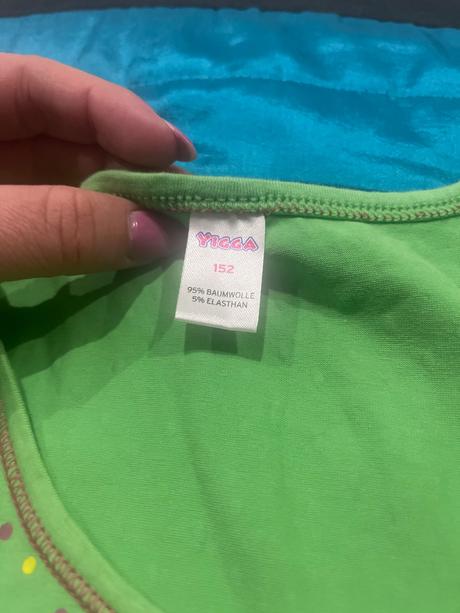 YIGGA
152
95% BAUMWOLLE
5% ELASTHAN